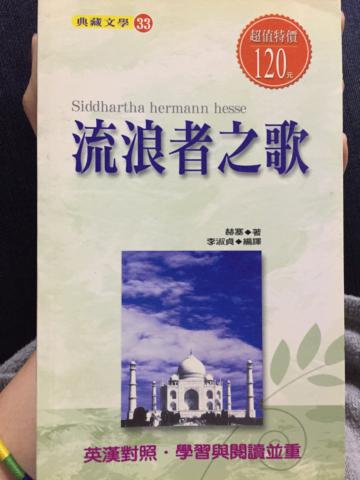 典藏文學 33
超值特價
120元
Siddhartha hermann hesse
流浪者之歌
赫塞◆著
李淑貞◆編譯
英漢對照・學習與閱讀並重